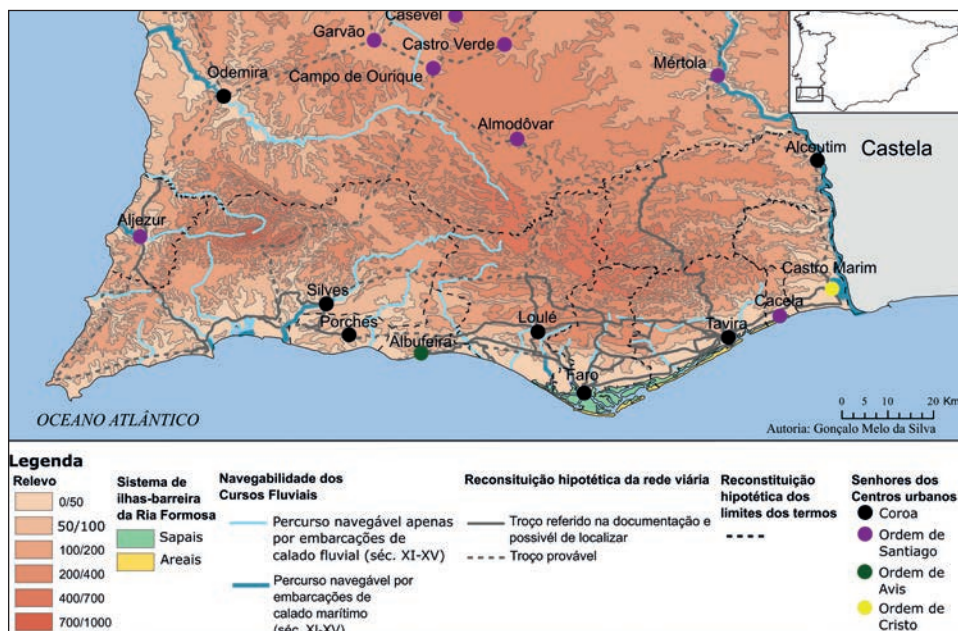 Casével
Garvão
Castro Verde
Campo de Ourique
Odemira
Mértola
Almodôvar
Alcoutim
Castela
Aljezur
Castro Marim
Silves
Cacela
Porches
Loulé
Tavira
Albufeira
Faro
OCEANO ATLÂNTICO
0 5 10 20 Km
Autoria: Gonçalo Melo da Silva
Legenda
Relevo
0/50
50/100
100/200
200/400
400/700
700/1000
Sistema de
ilhas-barreira
da Ria Formosa
Sapais
Areais
Navegabilidade dos
Cursos Fluviais
Percurso navegável apenas
por embarcações de
calado fluvial (séc. XI-XV)
Percurso navegável por
embarcações de
calado marítimo
(séc. XI-XV)
Reconsituição hipotética da rede viária
Troço referido na documentação e
possivél de localizar
Troço provável
Reconstituição
hipotética dos
limites dos termos
Senhores dos
Centros urbanos
Coroa
Ordem de
Santiago
Ordem de
Avis
Ordem de
Cristo